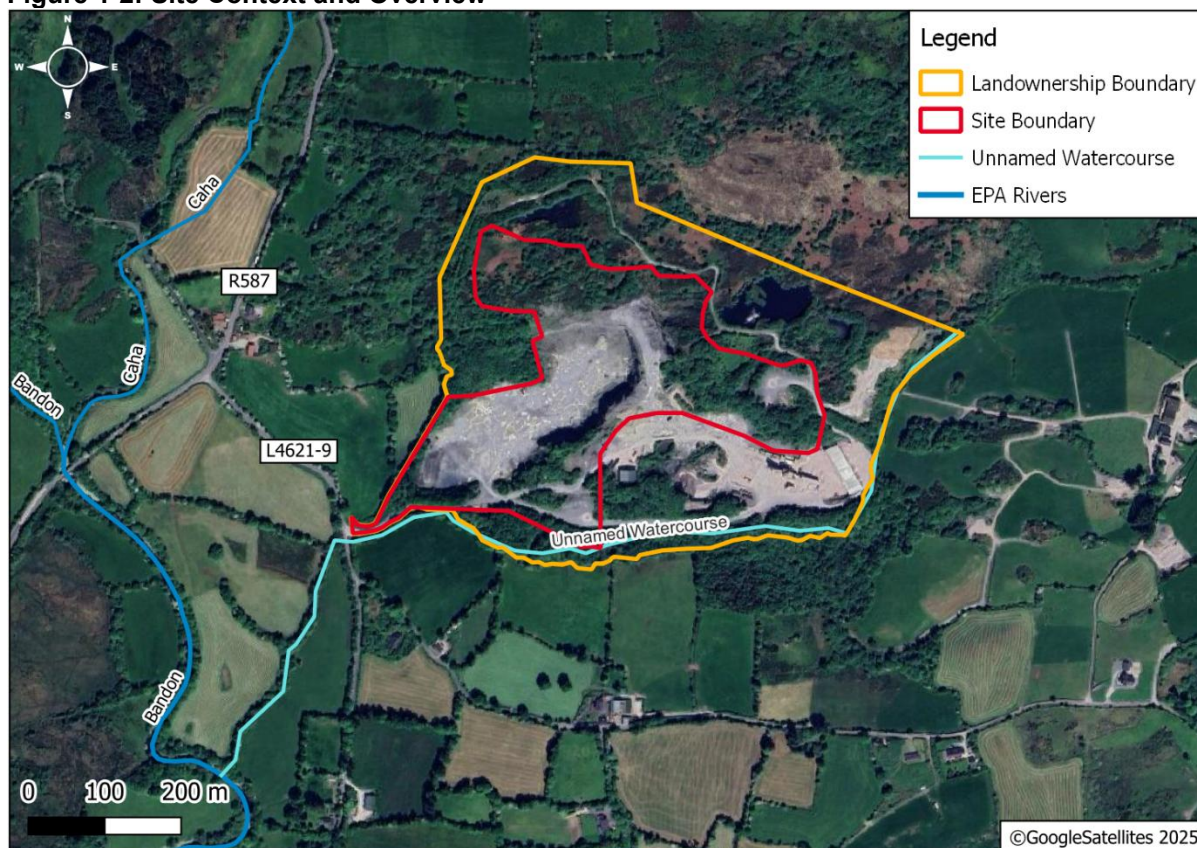 Figure 1-2: Site Context and Overview
N
W
E
S
Legend
Landownership Boundary
Site Boundary
Unnamed Watercourse
EPA Rivers
Caha
R587
Caha
Bandon
L4621-9
Unnamed Watercourse
Bandon
0 100 200 m
©GoogleSatellites 2025